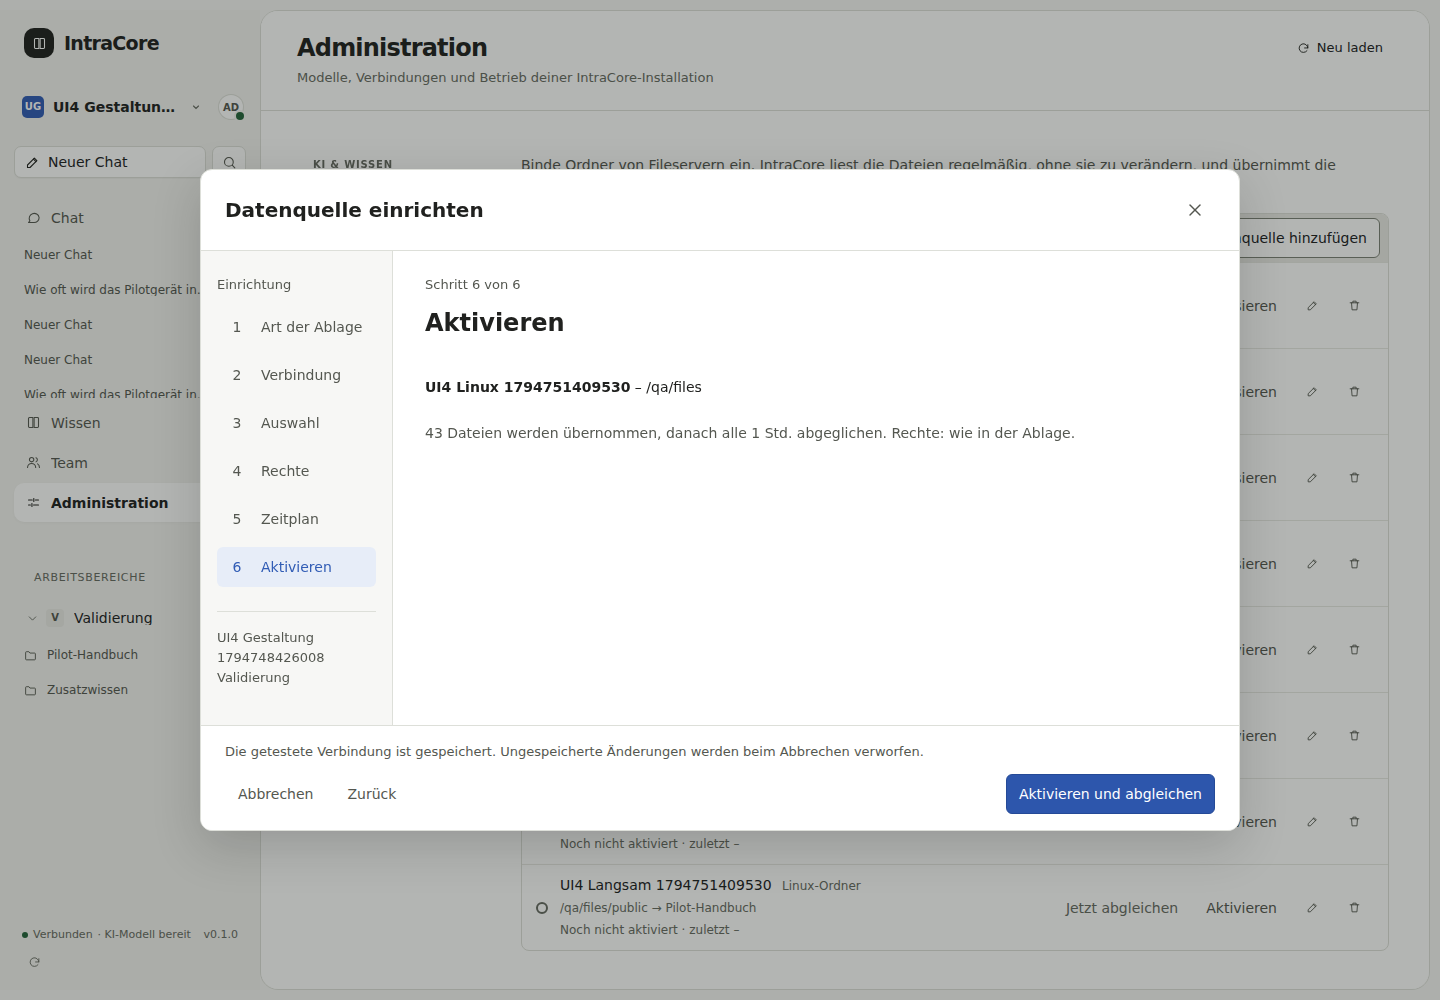 IntraCore
UG UI4 Gestaltun... AD
Neuer Chat
Chat
Neuer Chat
Wie oft wird das Pilotgerät in.
Neuer Chat
Neuer Chat
Wie oft wird das Pilotgerät in.
Wissen
Team
Administration
ARBEITSBEREICHE
V Validierung
Pilot-Handbuch
Zusatzwissen
Verbunden · KI-Modell bereit v0.1.0
Administration
Modelle, Verbindungen und Betrieb deiner IntraCore-Installation
Neu laden
KI & WISSEN
Binde Ordner von Fileservern ein. IntraCore liest die Dateien regelmäßig, ohne sie zu verändern, und übernimmt die
quelle hinzufügen
Datenquelle einrichten
Einrichtung
1 Art der Ablage
2 Verbindung
3 Auswahl
4 Rechte
5 Zeitplan
6 Aktivieren
UI4 Gestaltung
1794748426008
Validierung
Schritt 6 von 6
Aktivieren
UI4 Linux 1794751409530 – /qa/files
43 Dateien werden übernommen, danach alle 1 Std. abgeglichen. Rechte: wie in der Ablage.
Die getestete Verbindung ist gespeichert. Ungespeicherte Änderungen werden beim Abbrechen verworfen.
Abbrechen Zurück Aktivieren und abgleichen
Noch nicht aktiviert · zuletzt –
UI4 Langsam 1794751409530 Linux-Ordner
/qa/files/public → Pilot-Handbuch
Noch nicht aktiviert · zuletzt –
Jetzt abgleichen Aktivieren